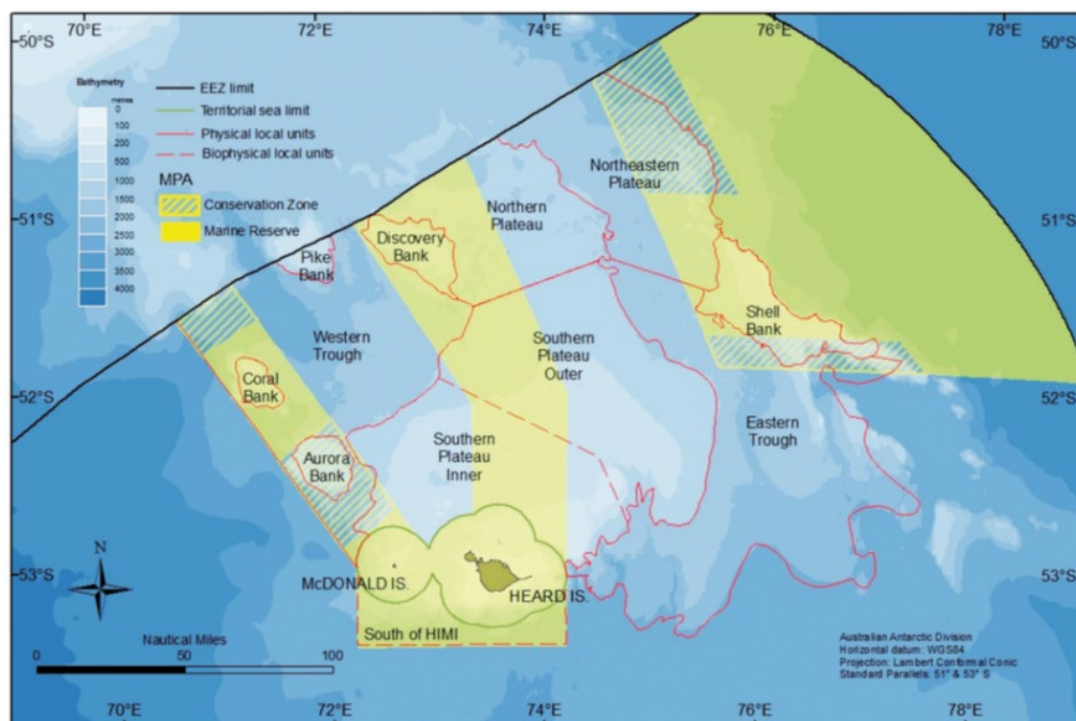 70°E 72°E 74°E 76°E 78°E
50°S 50°S
Bathymetry
metres
0
100
200
500
1000
1500
2000
2500
3000
3500
4000
EEZ limit
Territorial sea limit
Physical local units
Biophysical local units
MPA
Conservation Zone
Marine Reserve
Northeastern
Plateau
Northern
Plateau
51°S 51°S
Discovery
Bank
Pike
Bank
Shell
Bank
Western
Trough
Southern
Plateau
Outer
Coral
Bank
52°S 52°S
Eastern
Trough
Southern
Plateau
Inner
Aurora
Bank
N
53°S 53°S
McDONALD IS.
HEARD IS.
South of HIMI
Nautical Miles
0 50 100
Australian Antarctic Division
Horizontal datum: WGS84
Projection: Lambert Conformal Conic
Standard Parallels: 51° & 53° S
70°E 72°E 74°E 76°E 78°E